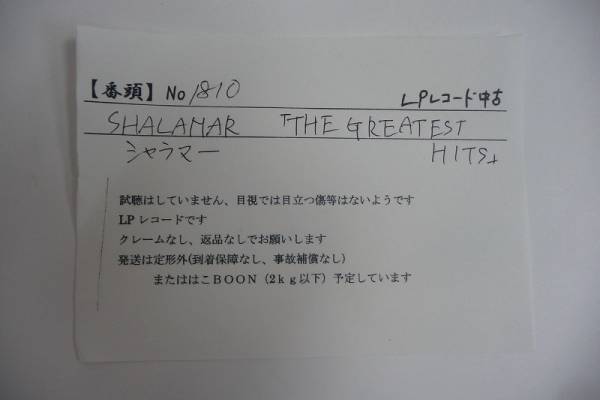 【番頭】 No 1810 LPレコード中古
SHALAMAR 「THE GREATEST
シャラマー HITS」
試聴はしていません、目視では目立つ傷等はないようです
LPレコードです
クレームなし、返品なしでお願いします
発送は定形外(到着保障なし、事故補償なし)
またははこBOON(2kg以下)予定しています